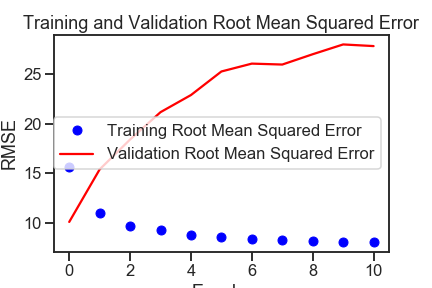 Training and Validation Root Mean Squared Error
25
20
15
10
RMSE
Training Root Mean Squared Error
Validation Root Mean Squared Error
0 2 4 6 8 10